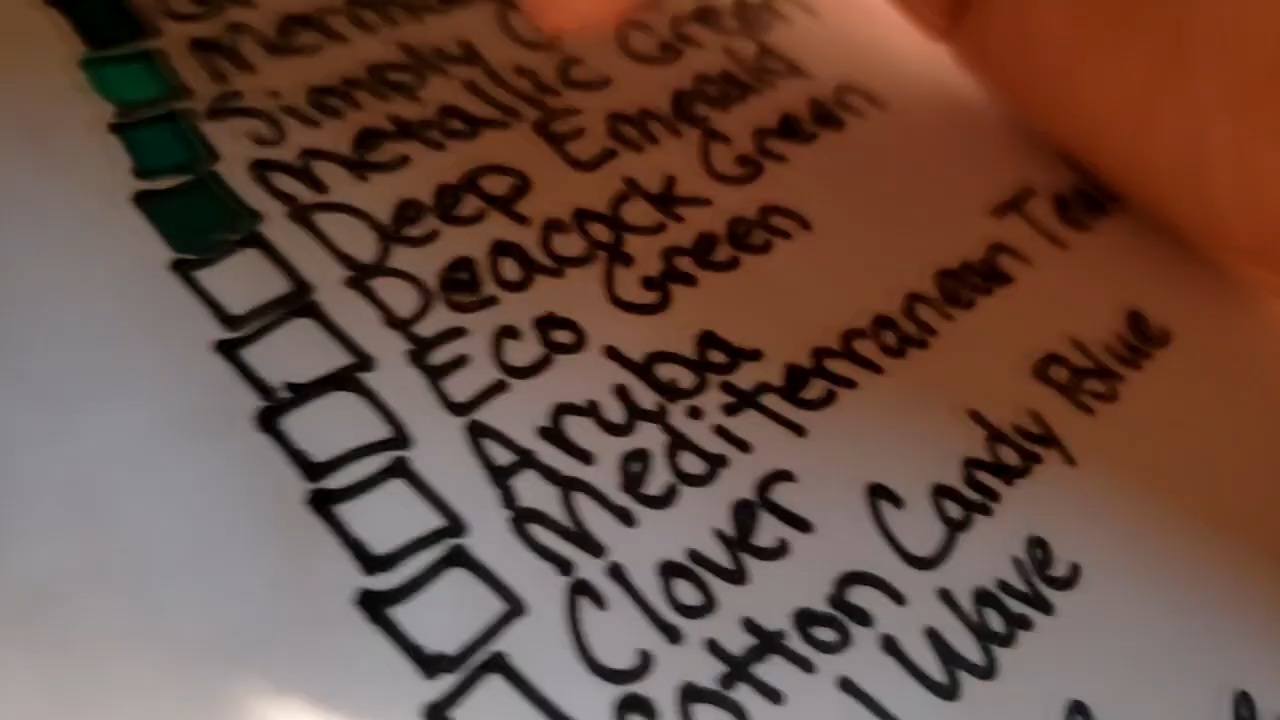 Simply
Metallic Green
Deep Emerald
Peacock Green
Eco Green
Aruba
Mediterranean Teal
Clover
Cotton Candy Blue
Wave